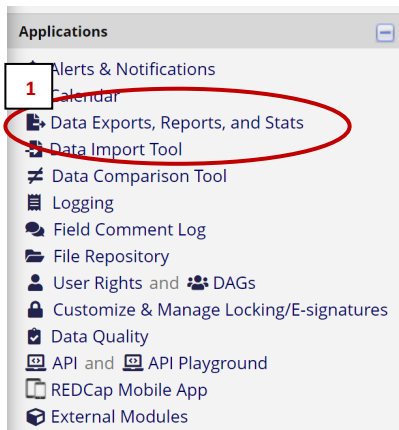 Applications
Alerts & Notifications
1
Calendar
Data Exports, Reports, and Stats
Data Import Tool
Data Comparison Tool
Logging
Field Comment Log
File Repository
User Rights and DAGs
Customize & Manage Locking/E-signatures
Data Quality
API and API Playground
REDCap Mobile App
External Modules